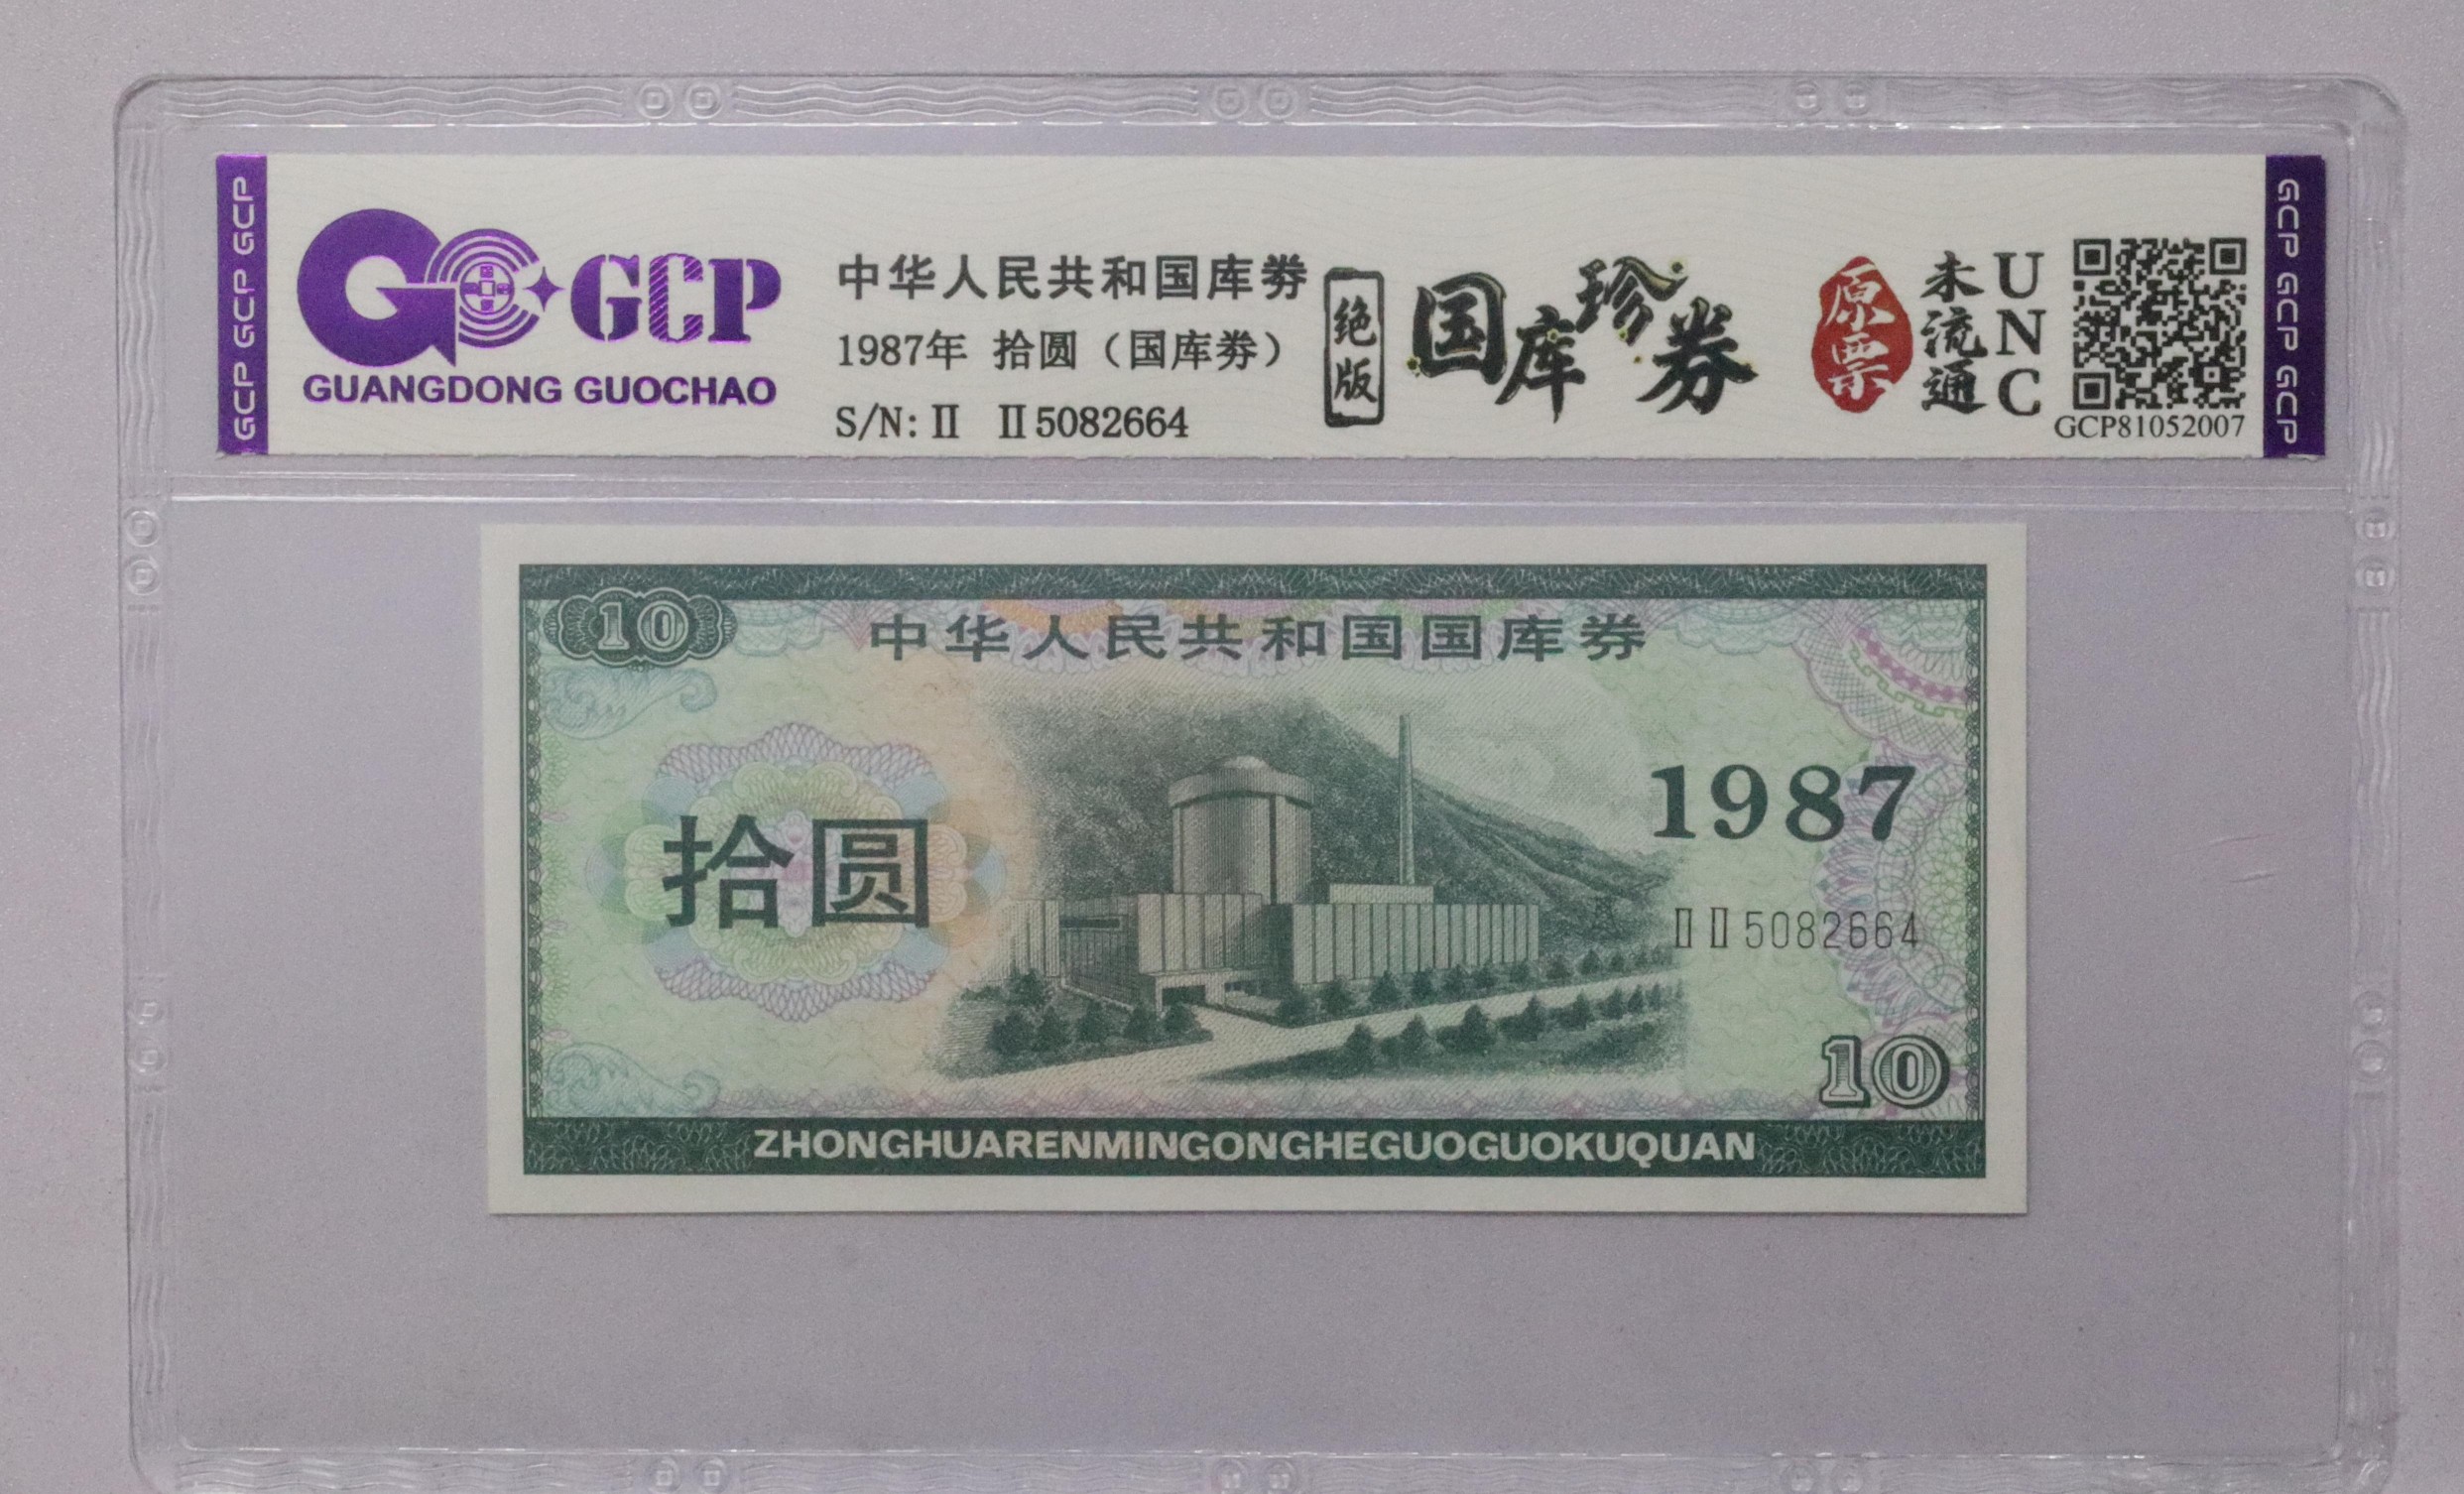 GCP GCP GCP
GCP
GUANGDONG GUOCHAO
中华人民共和国库券
1987年 拾圆（国库券）
S/N: Ⅱ Ⅱ5082664
绝版
国库珍券
原票
未流通
UNC
GCP81052007
GCP GCP GCP
10
中华人民共和国国库券
拾圆
1987
ⅡⅡ5082664
10
ZHONGHUARENMINGONGHEGUOGUOKUQUAN